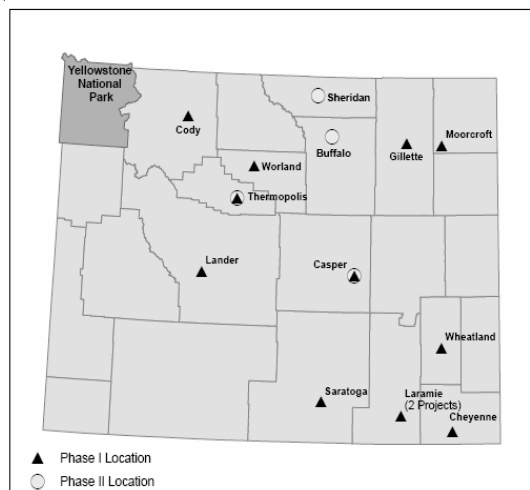 Yellowstone
National
Park
Sheridan
Cody
Buffalo
Gillette
Moorcroft
Worland
Thermopolis
Lander
Casper
Wheatland
Saratoga
Laramie
(2 Projects)
Cheyenne
Phase I Location
Phase II Location